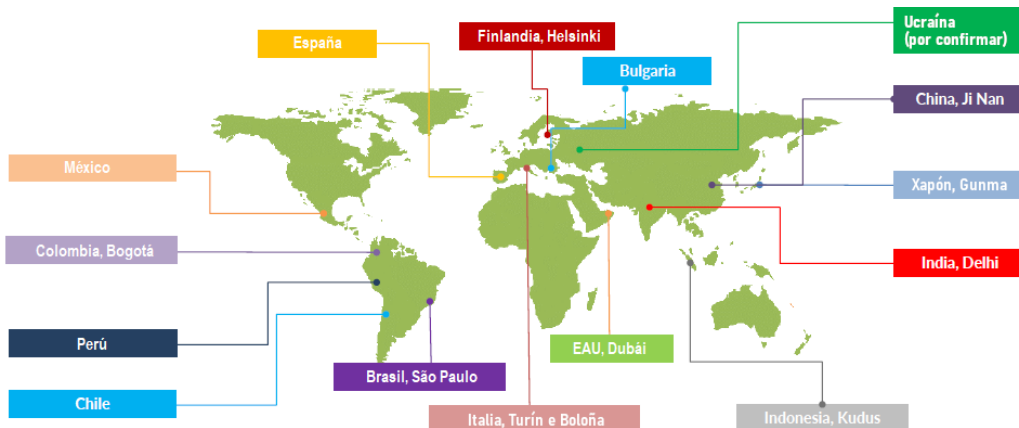 España
Finlandia, Helsinki
Ucraína
(por confirmar)
Bulgaria
China, Ji Nan
México
Xapón, Gunma
Colombia, Bogotá
India, Delhi
Perú
EAU, Dubái
Brasil, São Paulo
Chile
Italia, Turín e Boloña
Indonesia, Kudus